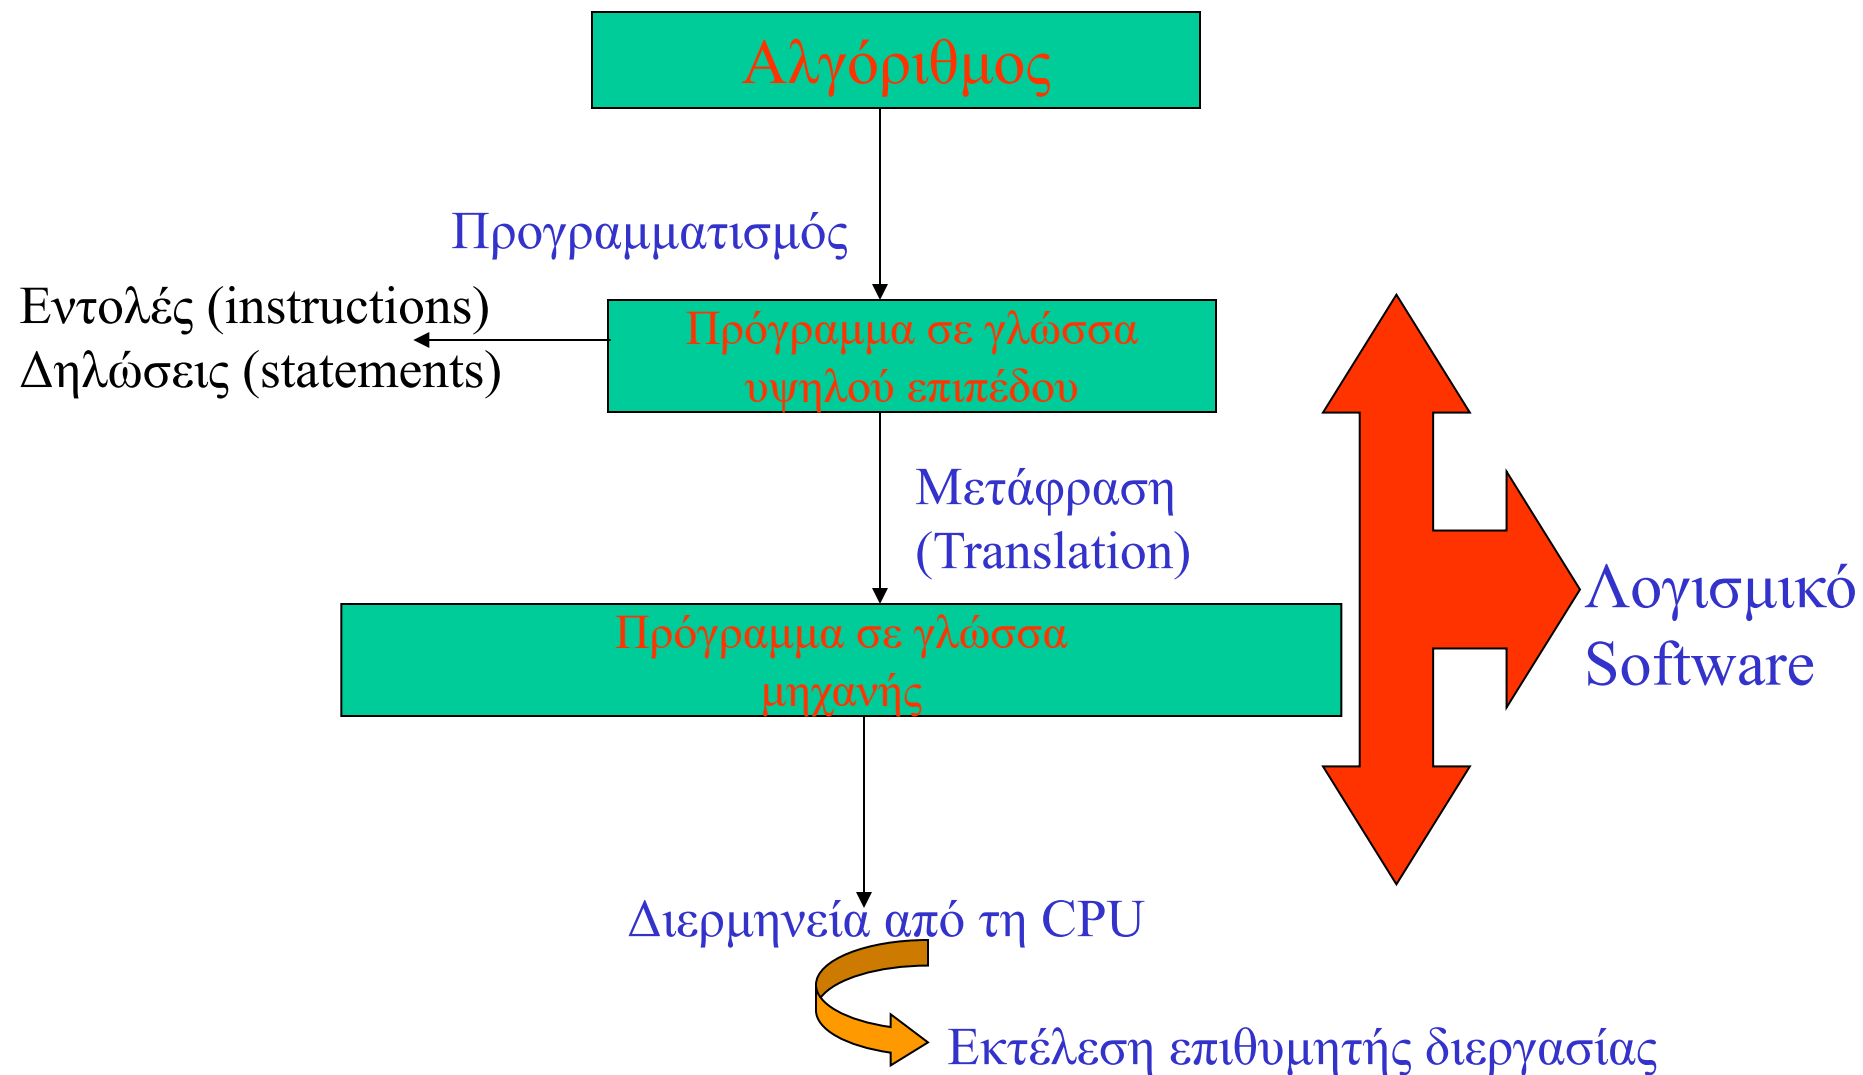 Αλγόριθμος
Προγραμματισμός
Εντολές (instructions)
Δηλώσεις (statements)
Πρόγραμμα σε γλώσσα
υψηλού επιπέδου
Μετάφραση
(Translation)
Λογισμικό
Software
Πρόγραμμα σε γλώσσα
μηχανής
Διερμηνεία από τη CPU
Εκτέλεση επιθυμητής διεργασίας